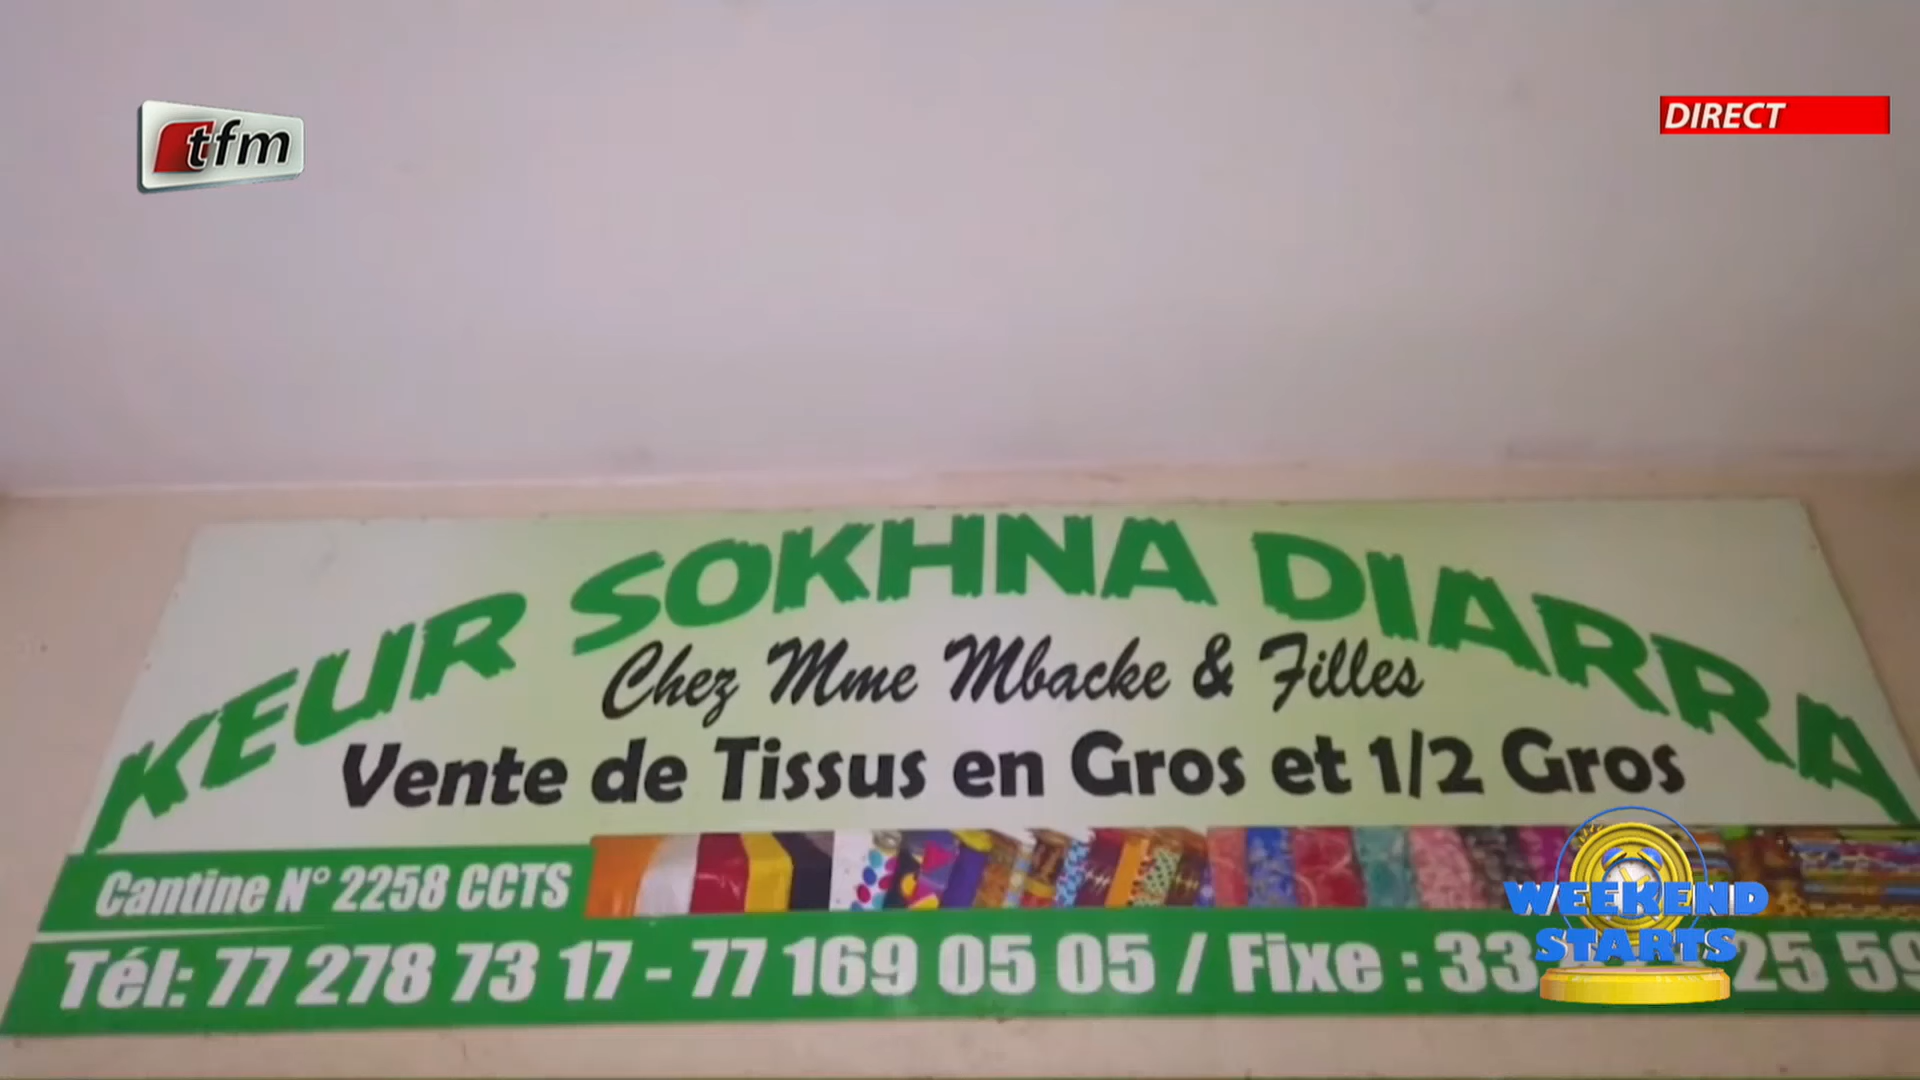 tfm
DIRECT
KEUR SOKHNA DIARRA
Chez Mme Mbacke & Filles
Vente de Tissus en Gros et 1/2 Gros
Cantine N° 2258 CCTS
Tél: 77 278 73 17 - 77 169 05 05 / Fixe : 33 25 59
WEEKEND
STARTS